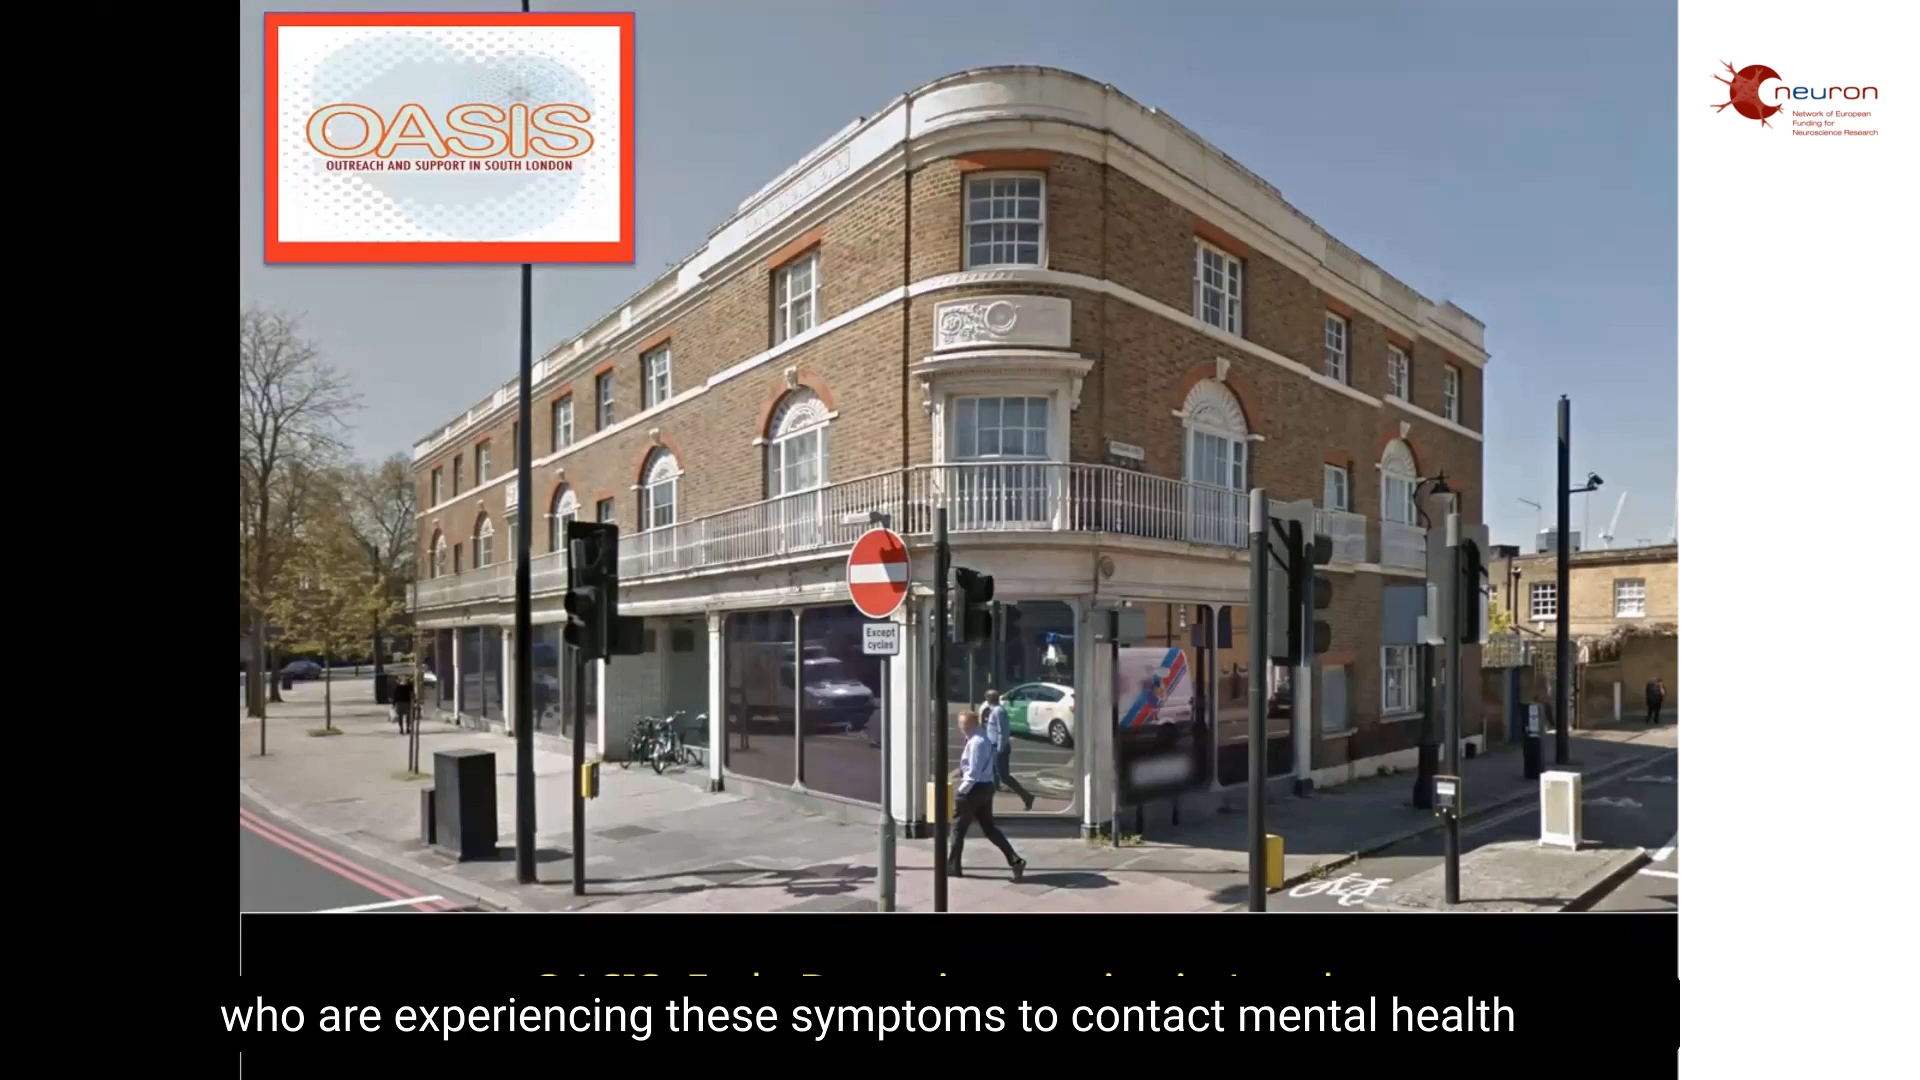 OASIS
OUTREACH AND SUPPORT IN SOUTH LONDON
neuron
Network of European
Funding for
Neuroscience Research
Except
cycles
who are experiencing these symptoms to contact mental health